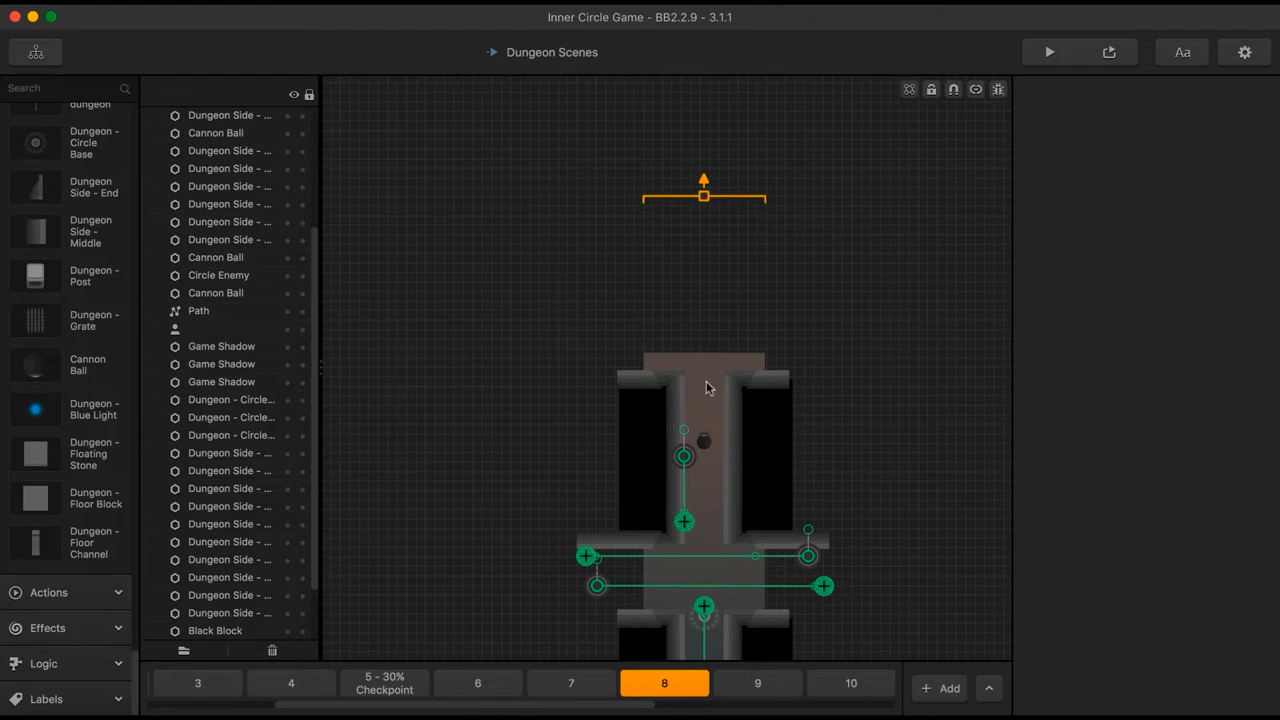 Inner Circle Game - BB2.2.9 - 3.1.1
Dungeon Scenes
Aa
Search
dungeon
Dungeon -
Circle
Base
Dungeon
Side - End
Dungeon
Side -
Middle
Dungeon -
Post
Dungeon -
Grate
Cannon
Ball
Dungeon -
Blue Light
Dungeon -
Floating
Stone
Dungeon -
Floor Block
Dungeon -
Floor
Channel
Actions
Effects
Logic
Labels
Dungeon Side - ...
Cannon Ball
Dungeon Side - ...
Dungeon Side - ...
Dungeon Side - ...
Dungeon Side - ...
Dungeon Side - ...
Dungeon Side - ...
Cannon Ball
Circle Enemy
Cannon Ball
Path
Game Shadow
Game Shadow
Game Shadow
Dungeon - Circle...
Dungeon - Circle...
Dungeon - Circle...
Dungeon Side - ...
Dungeon Side - ...
Dungeon Side - ...
Dungeon Side - ...
Dungeon Side - ...
Dungeon Side - ...
Dungeon Side - ...
Dungeon Side - ...
Dungeon Side - ...
Dungeon Side - ...
Black Block
3
4
5 - 30%
Checkpoint
6
7
8
9
10
Add